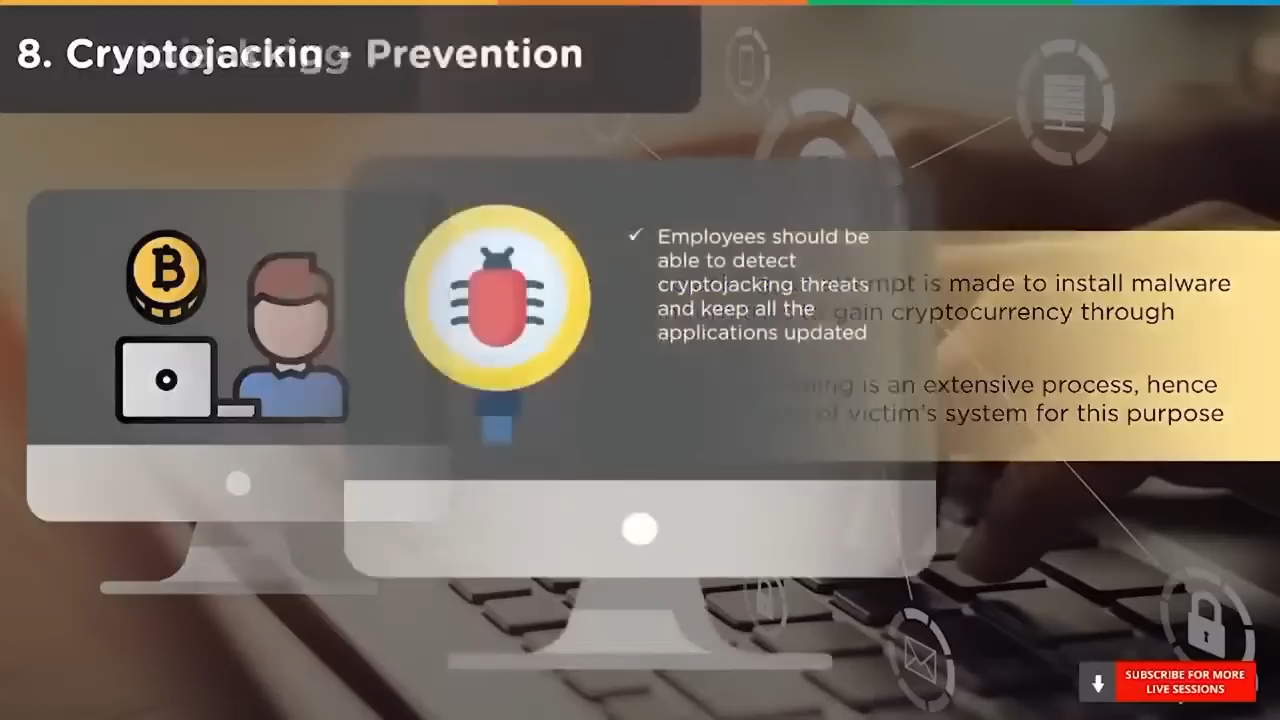 8. Cryptojacking - Prevention
✓ Employees should be
able to detect
cryptojacking threats
and keep all the
applications updated
is made to install malware
gain cryptocurrency through
is an extensive process, hence
of victim's system for this purpose
SUBSCRIBE FOR MORE
LIVE SESSIONS